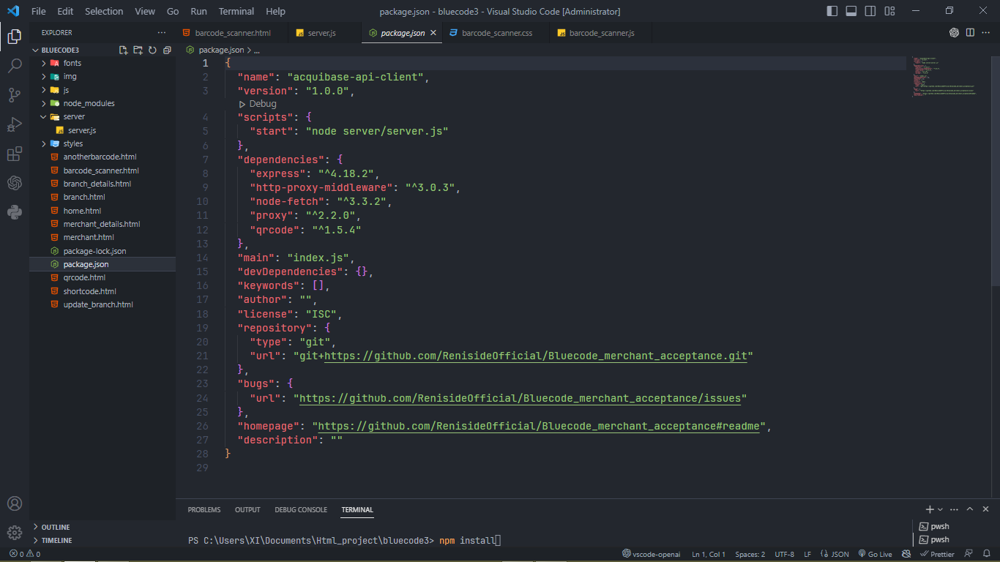 File Edit Selection View Go Run Terminal Help package.json - bluecode3 - Visual Studio Code [Administrator]
EXPLORER ...
barcode_scanner.html server.js package.json barcode_scanner.css barcode_scanner.js
BLUECODE3
package.json > ...
fonts
img
js
node_modules
server
server.js
styles
anotherbarcode.html
barcode_scanner.html
branch_details.html
branch.html
home.html
merchant_details.html
merchant.html
package-lock.json
package.json
qrcode.html
shortcode.html
update_branch.html
OUTLINE
TIMELINE
1 {
2 "name": "acquibase-api-client",
3 "version": "1.0.0",
Debug
4 "scripts": {
5 "start": "node server/server.js"
6 },
7 "dependencies": {
8 "express": "^4.18.2",
9 "http-proxy-middleware": "^3.0.3",
10 "node-fetch": "^3.3.2",
11 "proxy": "^2.2.0",
12 "qrcode": "^1.5.4"
13 },
14 "main": "index.js",
15 "devDependencies": {},
16 "keywords": [],
17 "author": "",
18 "license": "ISC",
19 "repository": {
20 "type": "git",
21 "url": "git+https://github.com/RenisideOfficial/Bluecode_merchant_acceptance.git"
22 },
23 "bugs": {
24 "url": "https://github.com/RenisideOfficial/Bluecode_merchant_acceptance/issues"
25 },
26 "homepage": "https://github.com/RenisideOfficial/Bluecode_merchant_acceptance#readme",
27 "description": ""
28 }
29
PROBLEMS OUTPUT DEBUG CONSOLE TERMINAL
PS C:\Users\XI\Documents\Html_project\bluecode3> npm install
pwsh
pwsh
0 0 vscode-openai Ln 1, Col 1 Spaces: 2 UTF-8 LF {} JSON Go Live Prettier